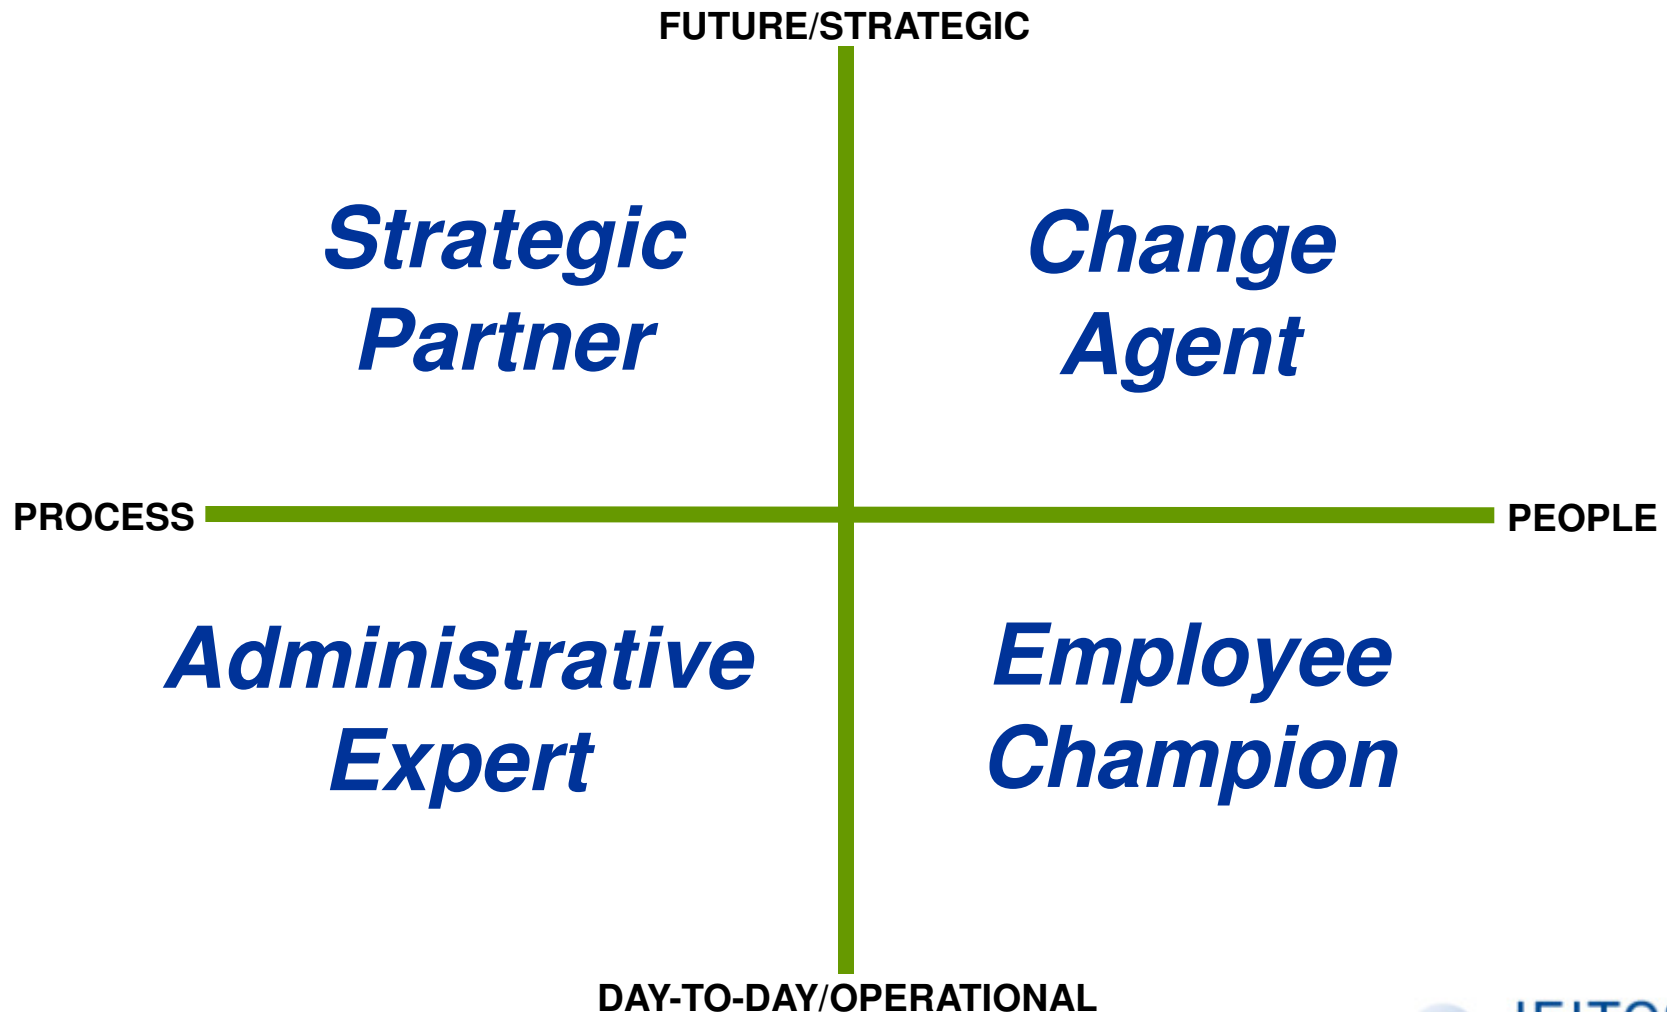 FUTURE/STRATEGIC
Strategic
Partner
Change
Agent
PROCESS
PEOPLE
Administrative
Expert
Employee
Champion
DAY-TO-DAY/OPERATIONAL